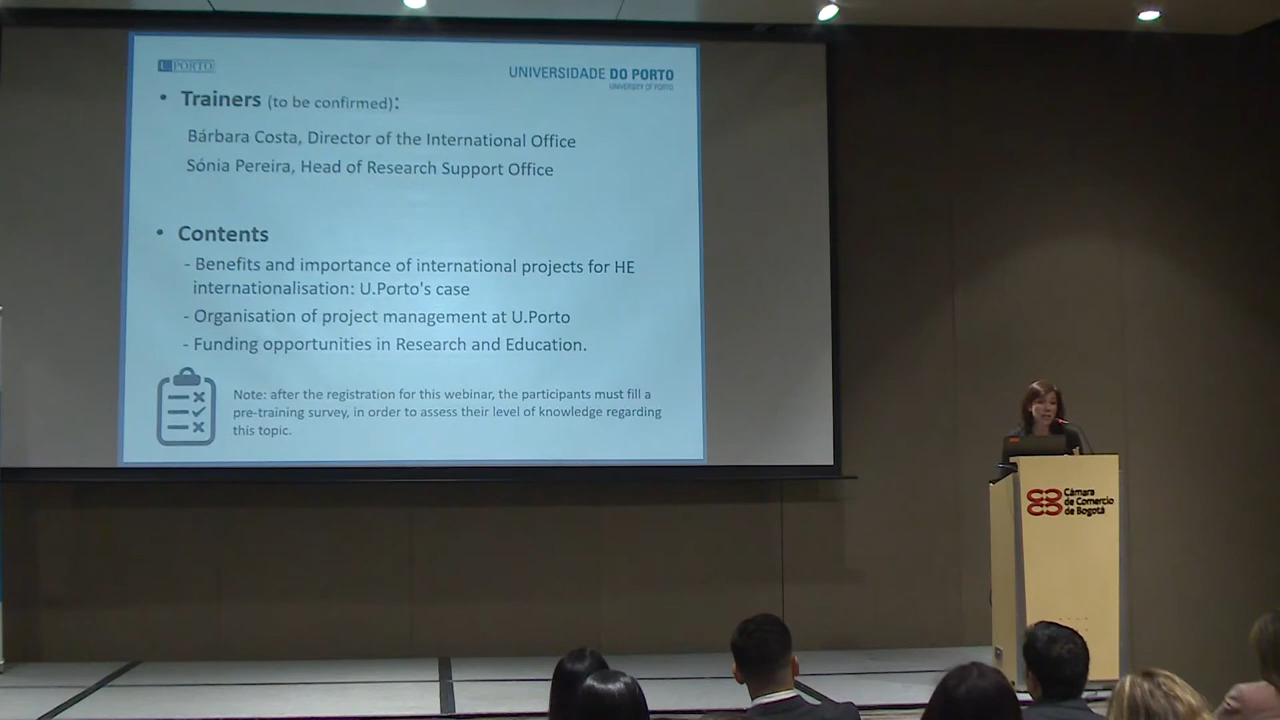 U.PORTO
UNIVERSIDADE DO PORTO
UNIVERSITY OF PORTO
• Trainers (to be confirmed):
Bárbara Costa, Director of the International Office
Sónia Pereira, Head of Research Support Office
• Contents
- Benefits and importance of international projects for HE
internationalisation: U.Porto's case
- Organisation of project management at U.Porto
- Funding opportunities in Research and Education.
Note: after the registration for this webinar, the participants must fill a
pre-training survey, in order to assess their level of knowledge regarding
this topic.
Cámara
de Comercio
de Bogotá